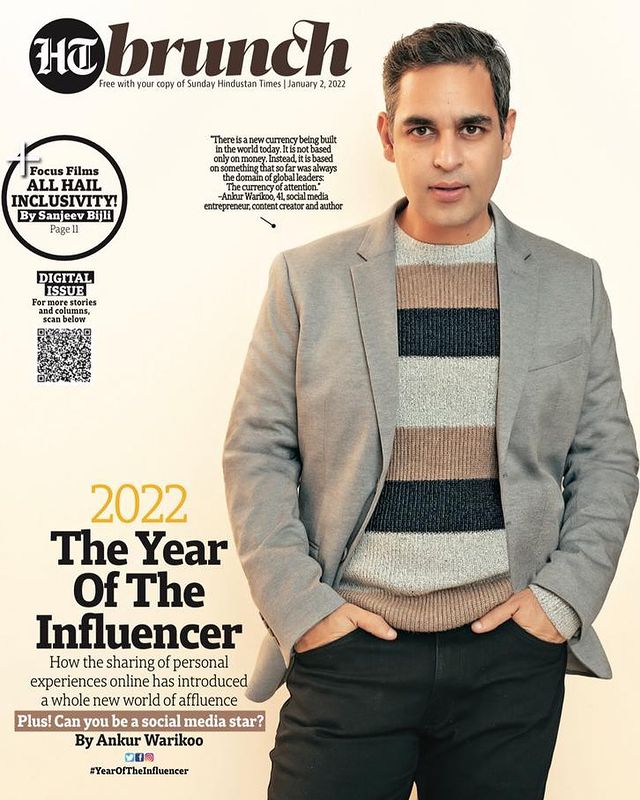 HT brunch
Free with your copy of Sunday Hindustan Times | January 2, 2022
"There is a new currency being built
in the world today. It is not based
only on money. Instead, it is based
on something that so far was always
the domain of global leaders:
The currency of attention."
–Ankur Warikoo, 41, social media
entrepreneur, content creator and author
+
Focus Films
ALL HAIL
INCLUSIVITY!
By Sanjeev Bijli
Page 11
DIGITAL
ISSUE
For more stories
and columns,
scan below
2022
The Year
Of The
Influencer
How the sharing of personal
experiences online has introduced
a whole new world of affluence
Plus! Can you be a social media star?
By Ankur Warikoo
#YearOfTheInfluencer